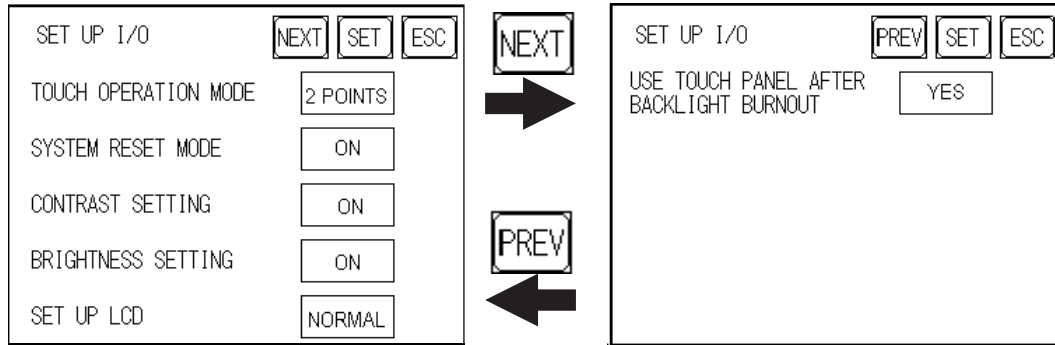 SET UP I/O NEXT SET ESC
TOUCH OPERATION MODE 2 POINTS
SYSTEM RESET MODE ON
CONTRAST SETTING ON
BRIGHTNESS SETTING ON
SET UP LCD NORMAL
NEXT
PREV
SET UP I/O PREV SET ESC
USE TOUCH PANEL AFTER
BACKLIGHT BURNOUT YES